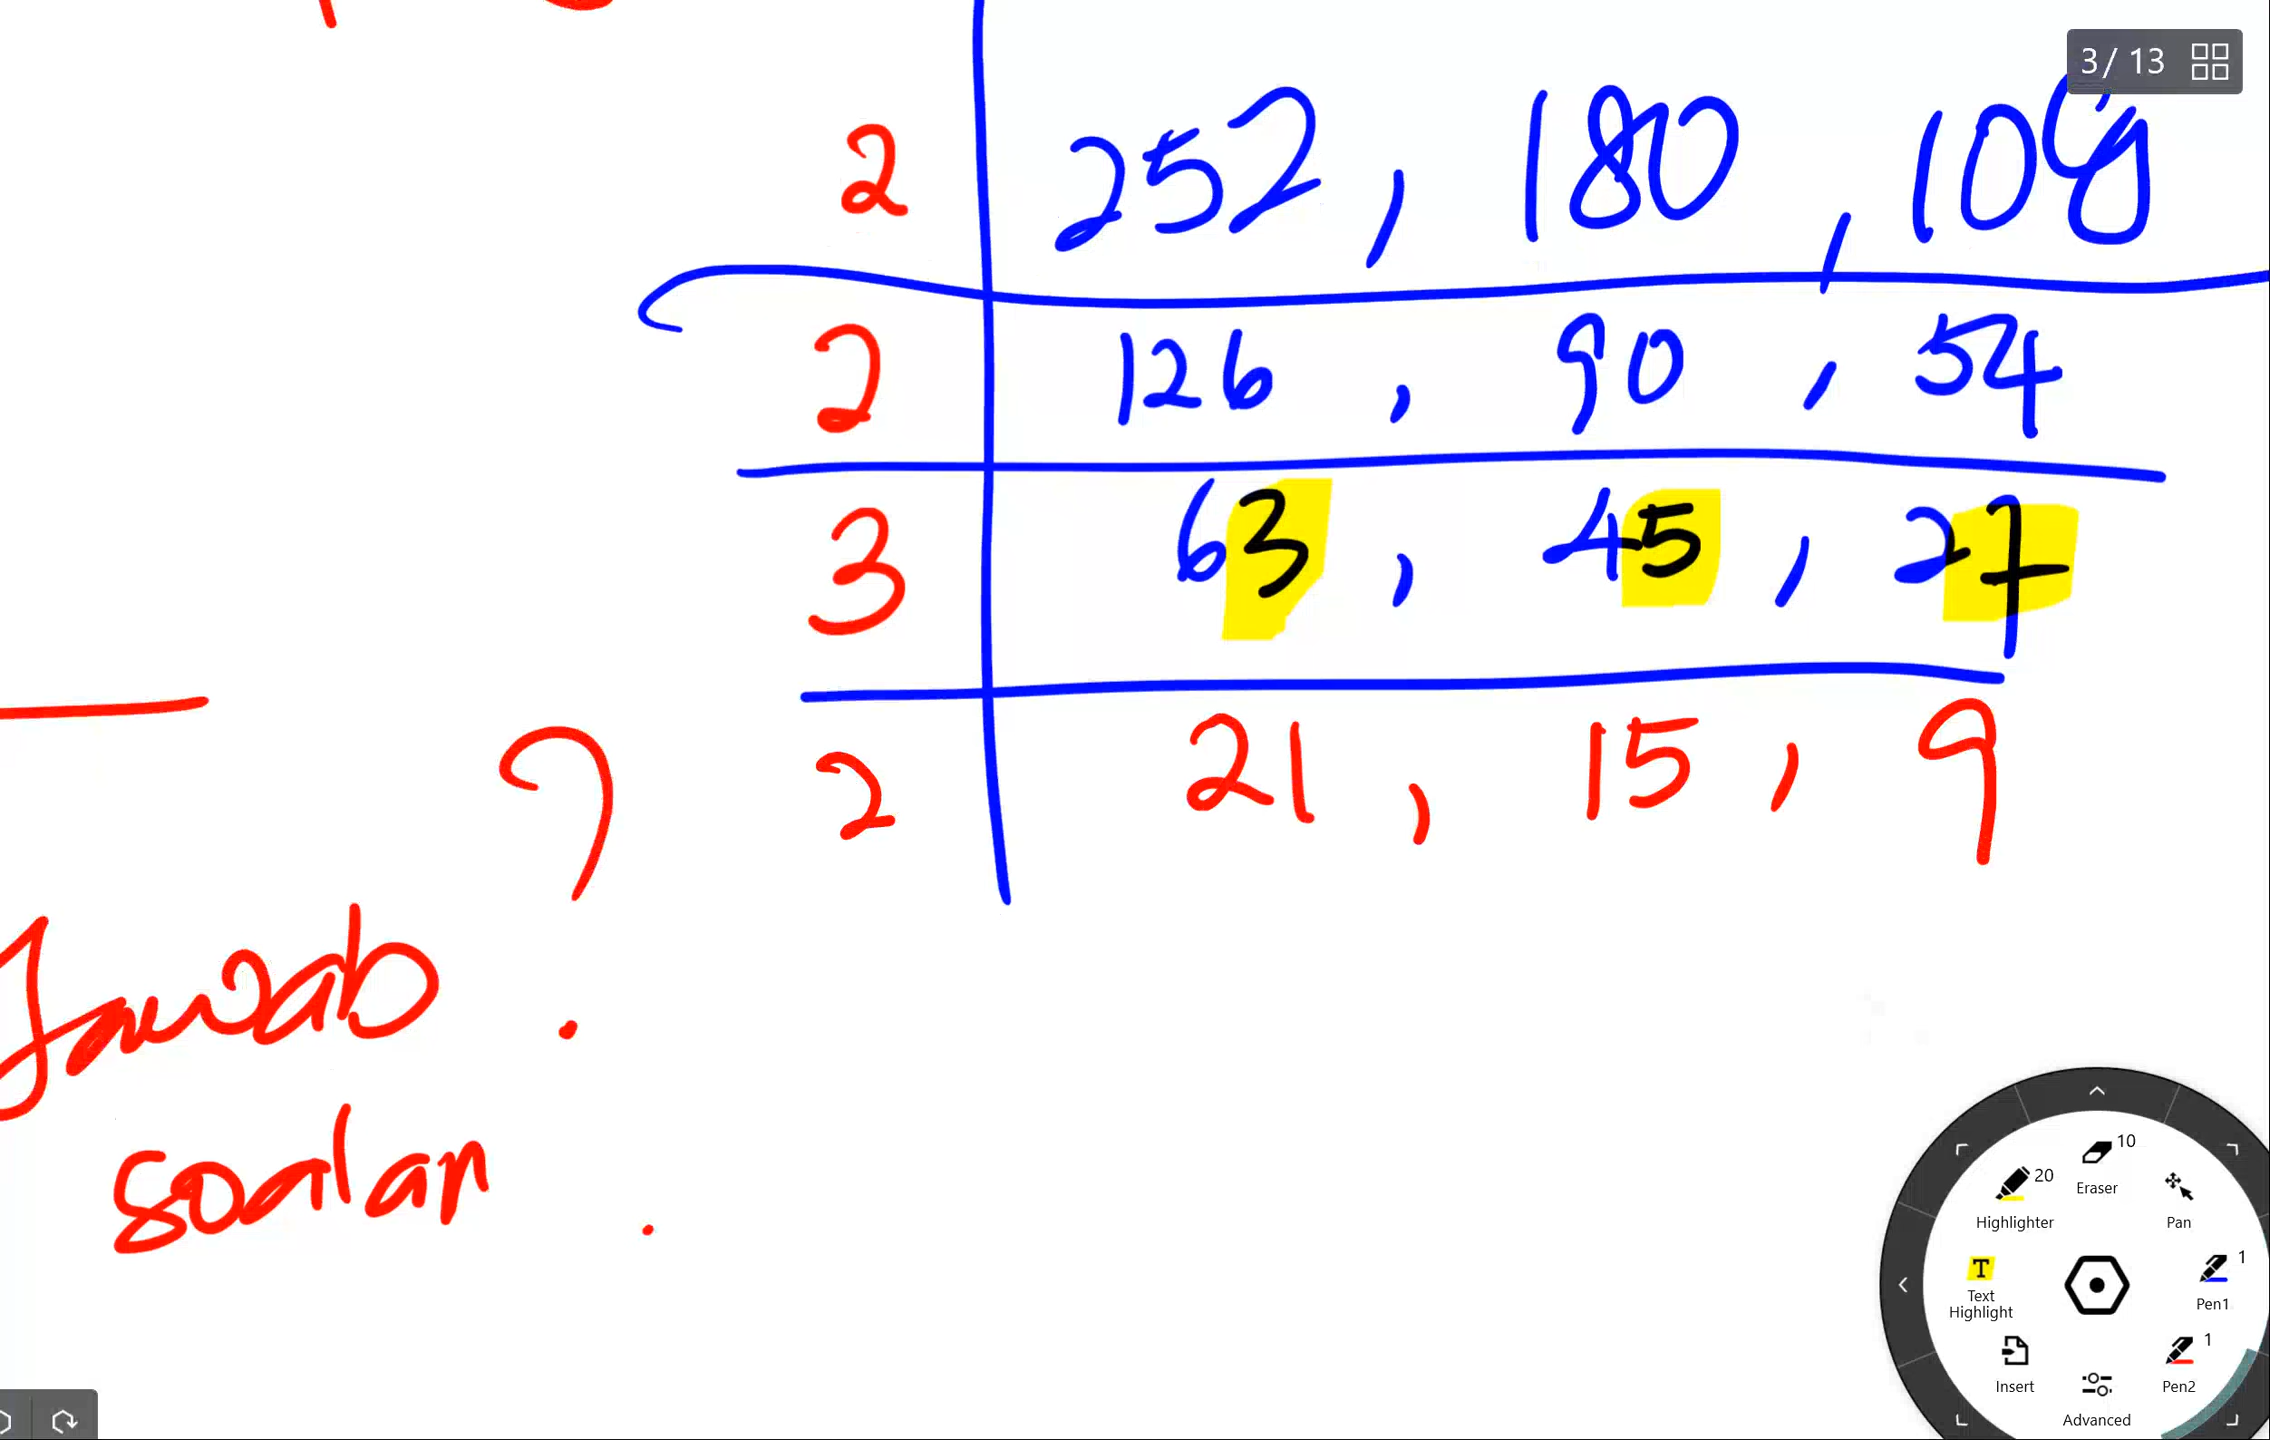 3 / 13
2 252 , 180 , 108
2 126 , 90 , 54
3 63 , 45 , 27
? 2 21 , 15 , 9
Jawab .
soalan .
Eraser 10
Highlighter 20
Pan
Text Highlight
Pen1 1
Insert
Pen2 1
Advanced